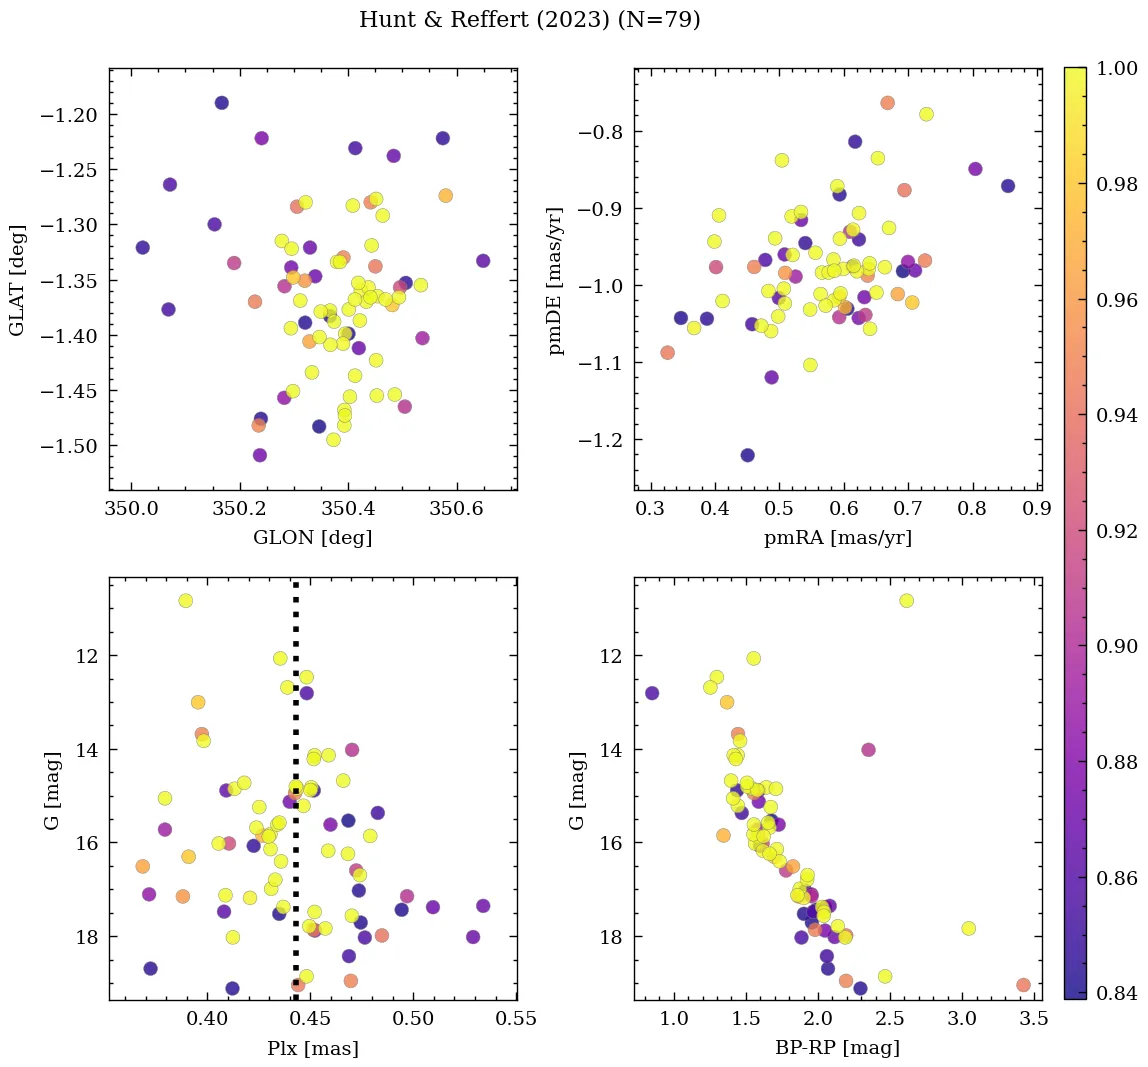 Hunt & Reffert (2023) (N=79)
−1.20
−1.25
−1.30
−1.35
−1.40
−1.45
−1.50
GLAT [deg]
350.0 350.2 350.4 350.6
GLON [deg]
−0.8
−0.9
−1.0
−1.1
−1.2
pmDE [mas/yr]
0.3 0.4 0.5 0.6 0.7 0.8 0.9
pmRA [mas/yr]
12
14
16
18
G [mag]
0.40 0.45 0.50 0.55
Plx [mas]
12
14
16
18
G [mag]
1.0 1.5 2.0 2.5 3.0 3.5
BP-RP [mag]
1.00
0.98
0.96
0.94
0.92
0.90
0.88
0.86
0.84